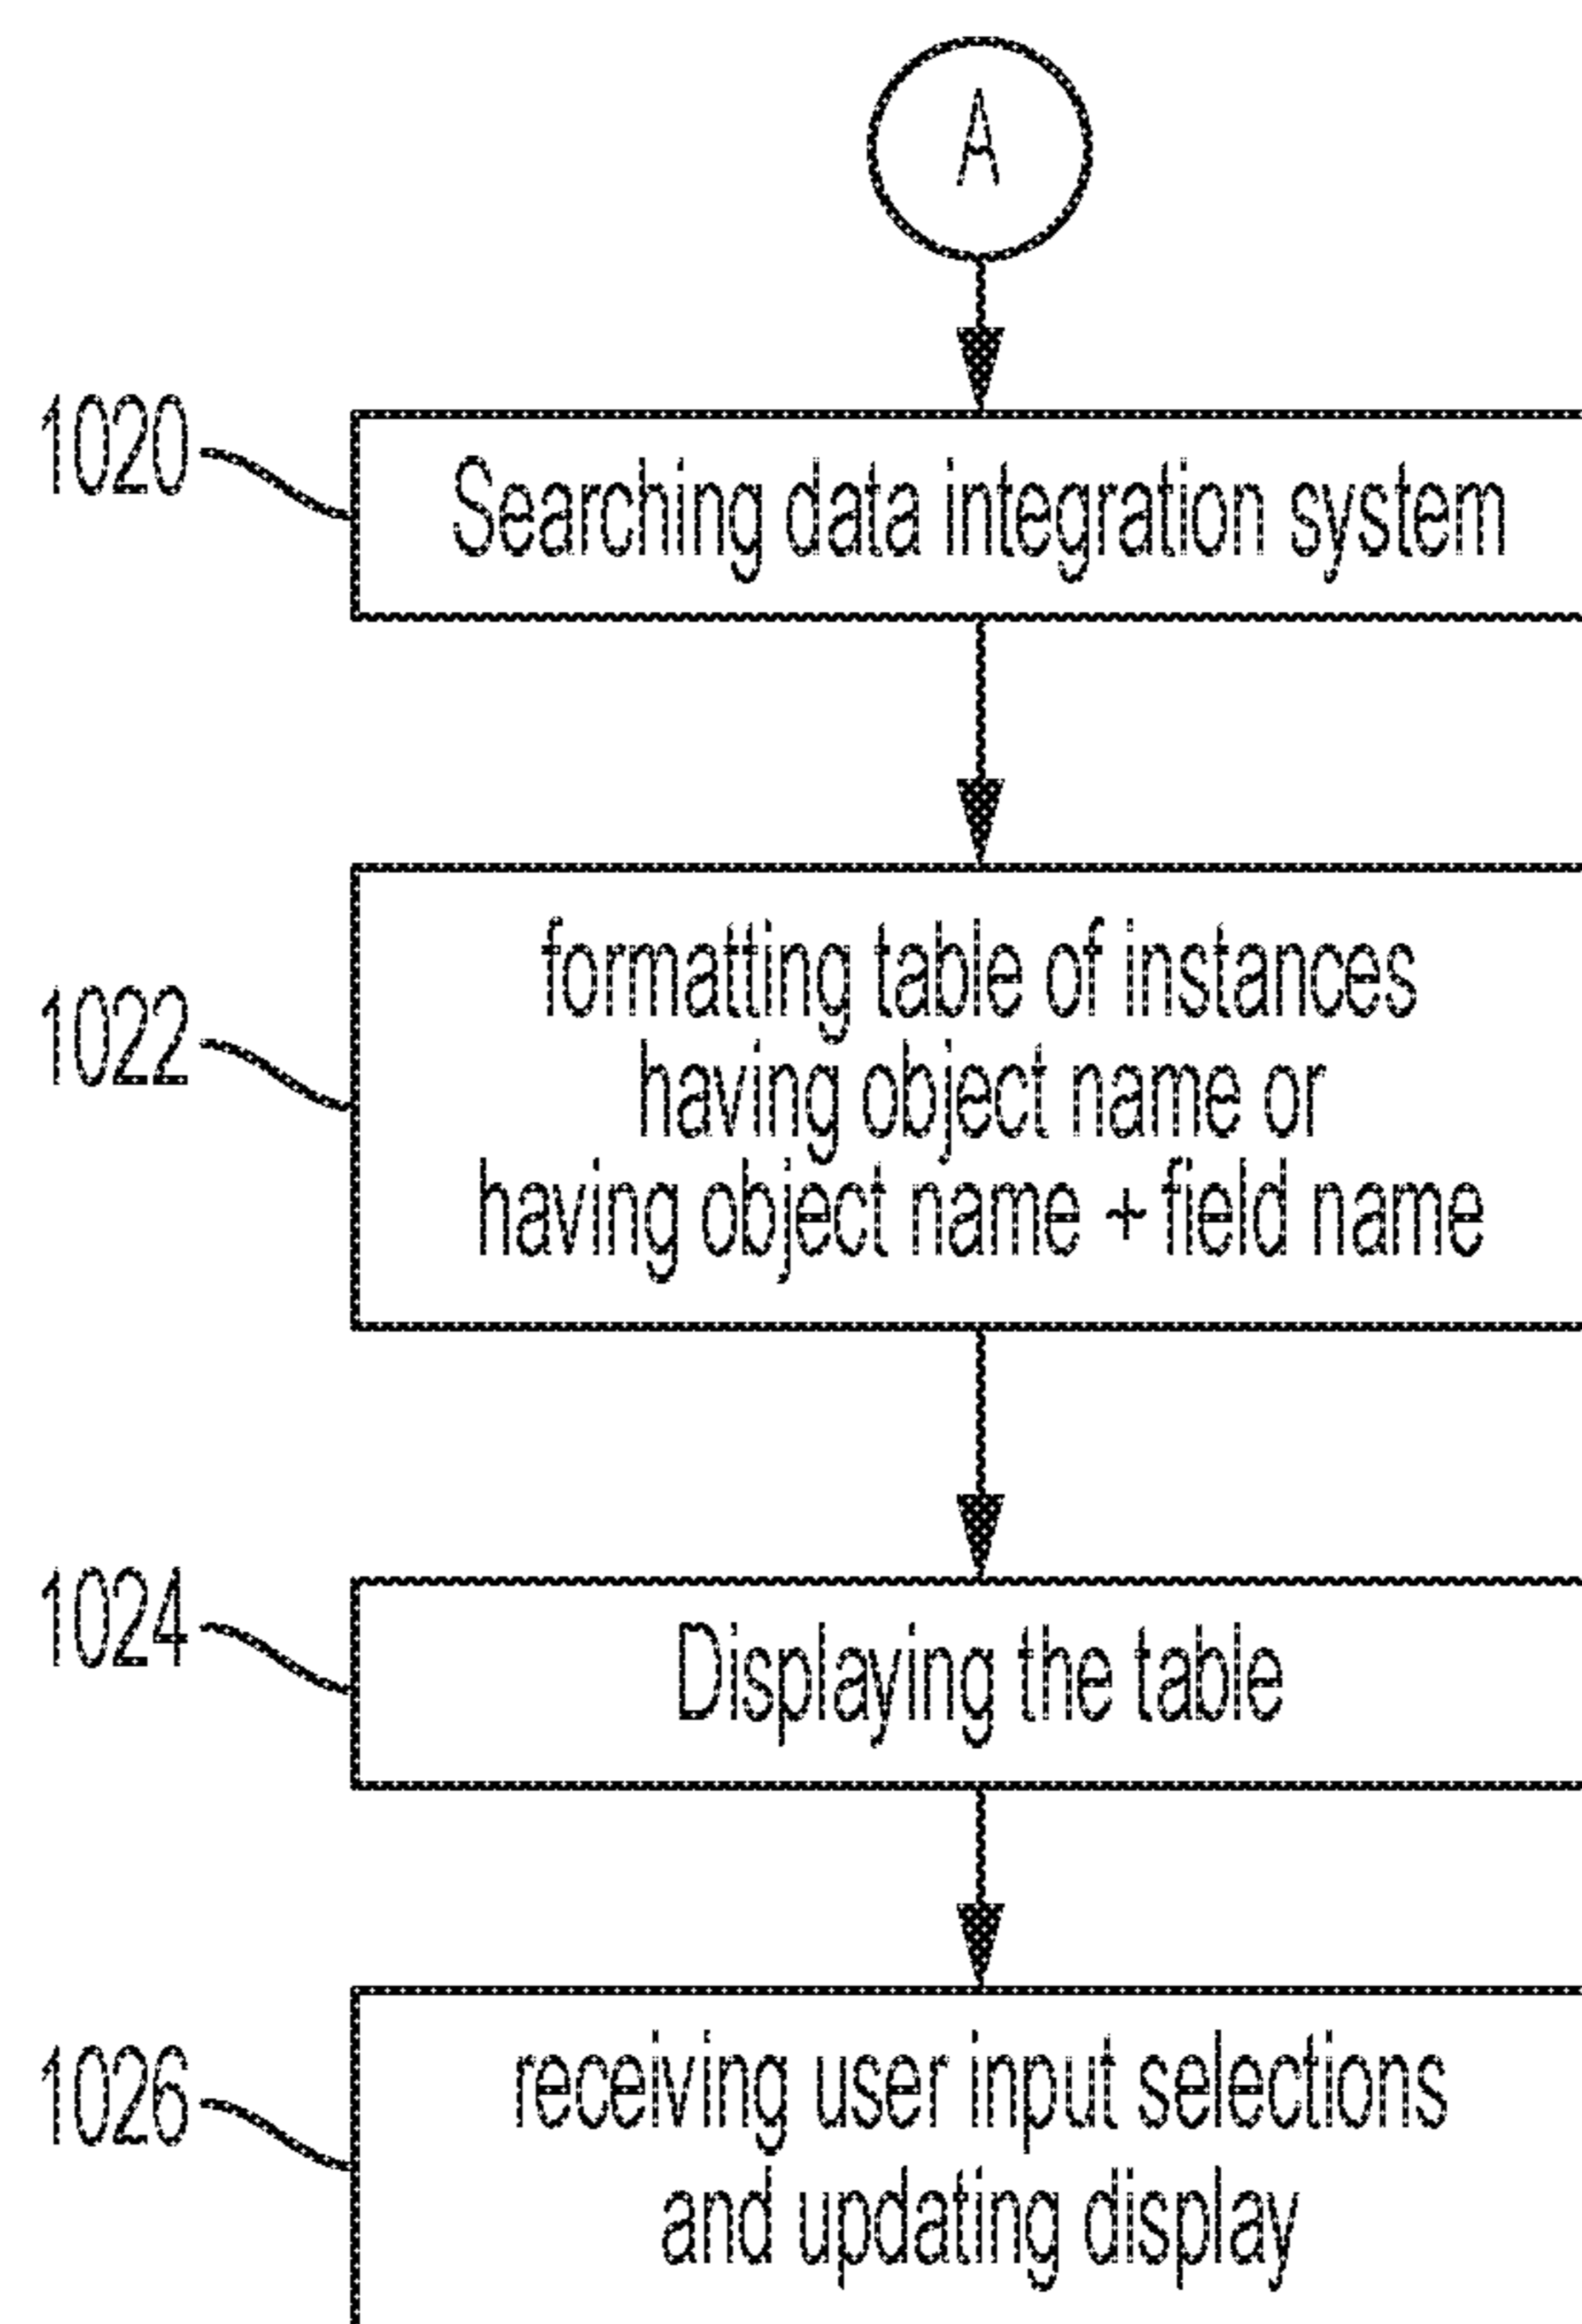 A
1020
Searching data integration system
1022
formatting table of instances
having object name or
having object name + field name
1024
Displaying the table
1026
receiving user input selections
and updating display